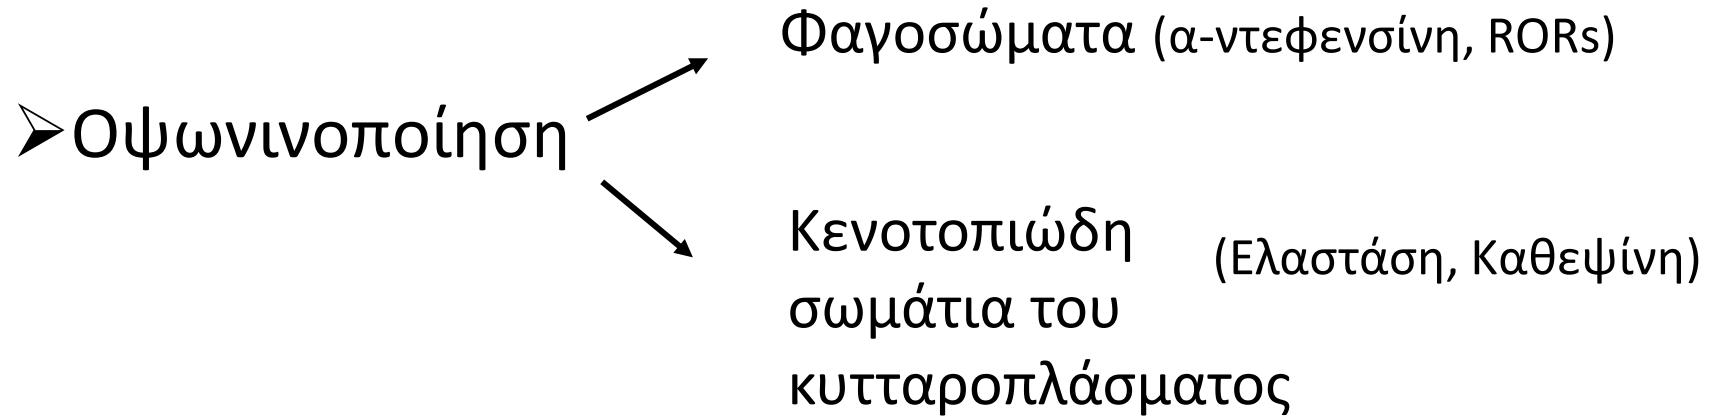 Φαγοσώματα (α-ντεφενσίνη, RORs)
➢Οψωνινοποίηση
Κενοτοπιώδη (Ελαστάση, Καθεψίνη)
σωμάτια του
κυτταροπλάσματος